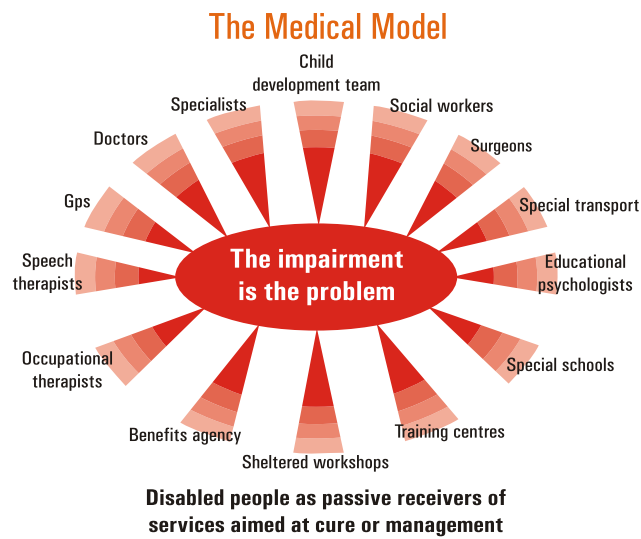 The Medical Model
Child
development team
Specialists
Social workers
Doctors
Surgeons
Gps
Special transport
Speech
therapists
The impairment
is the problem
Educational
psychologists
Occupational
therapists
Special schools
Benefits agency
Training centres
Sheltered workshops
Disabled people as passive receivers of
services aimed at cure or management